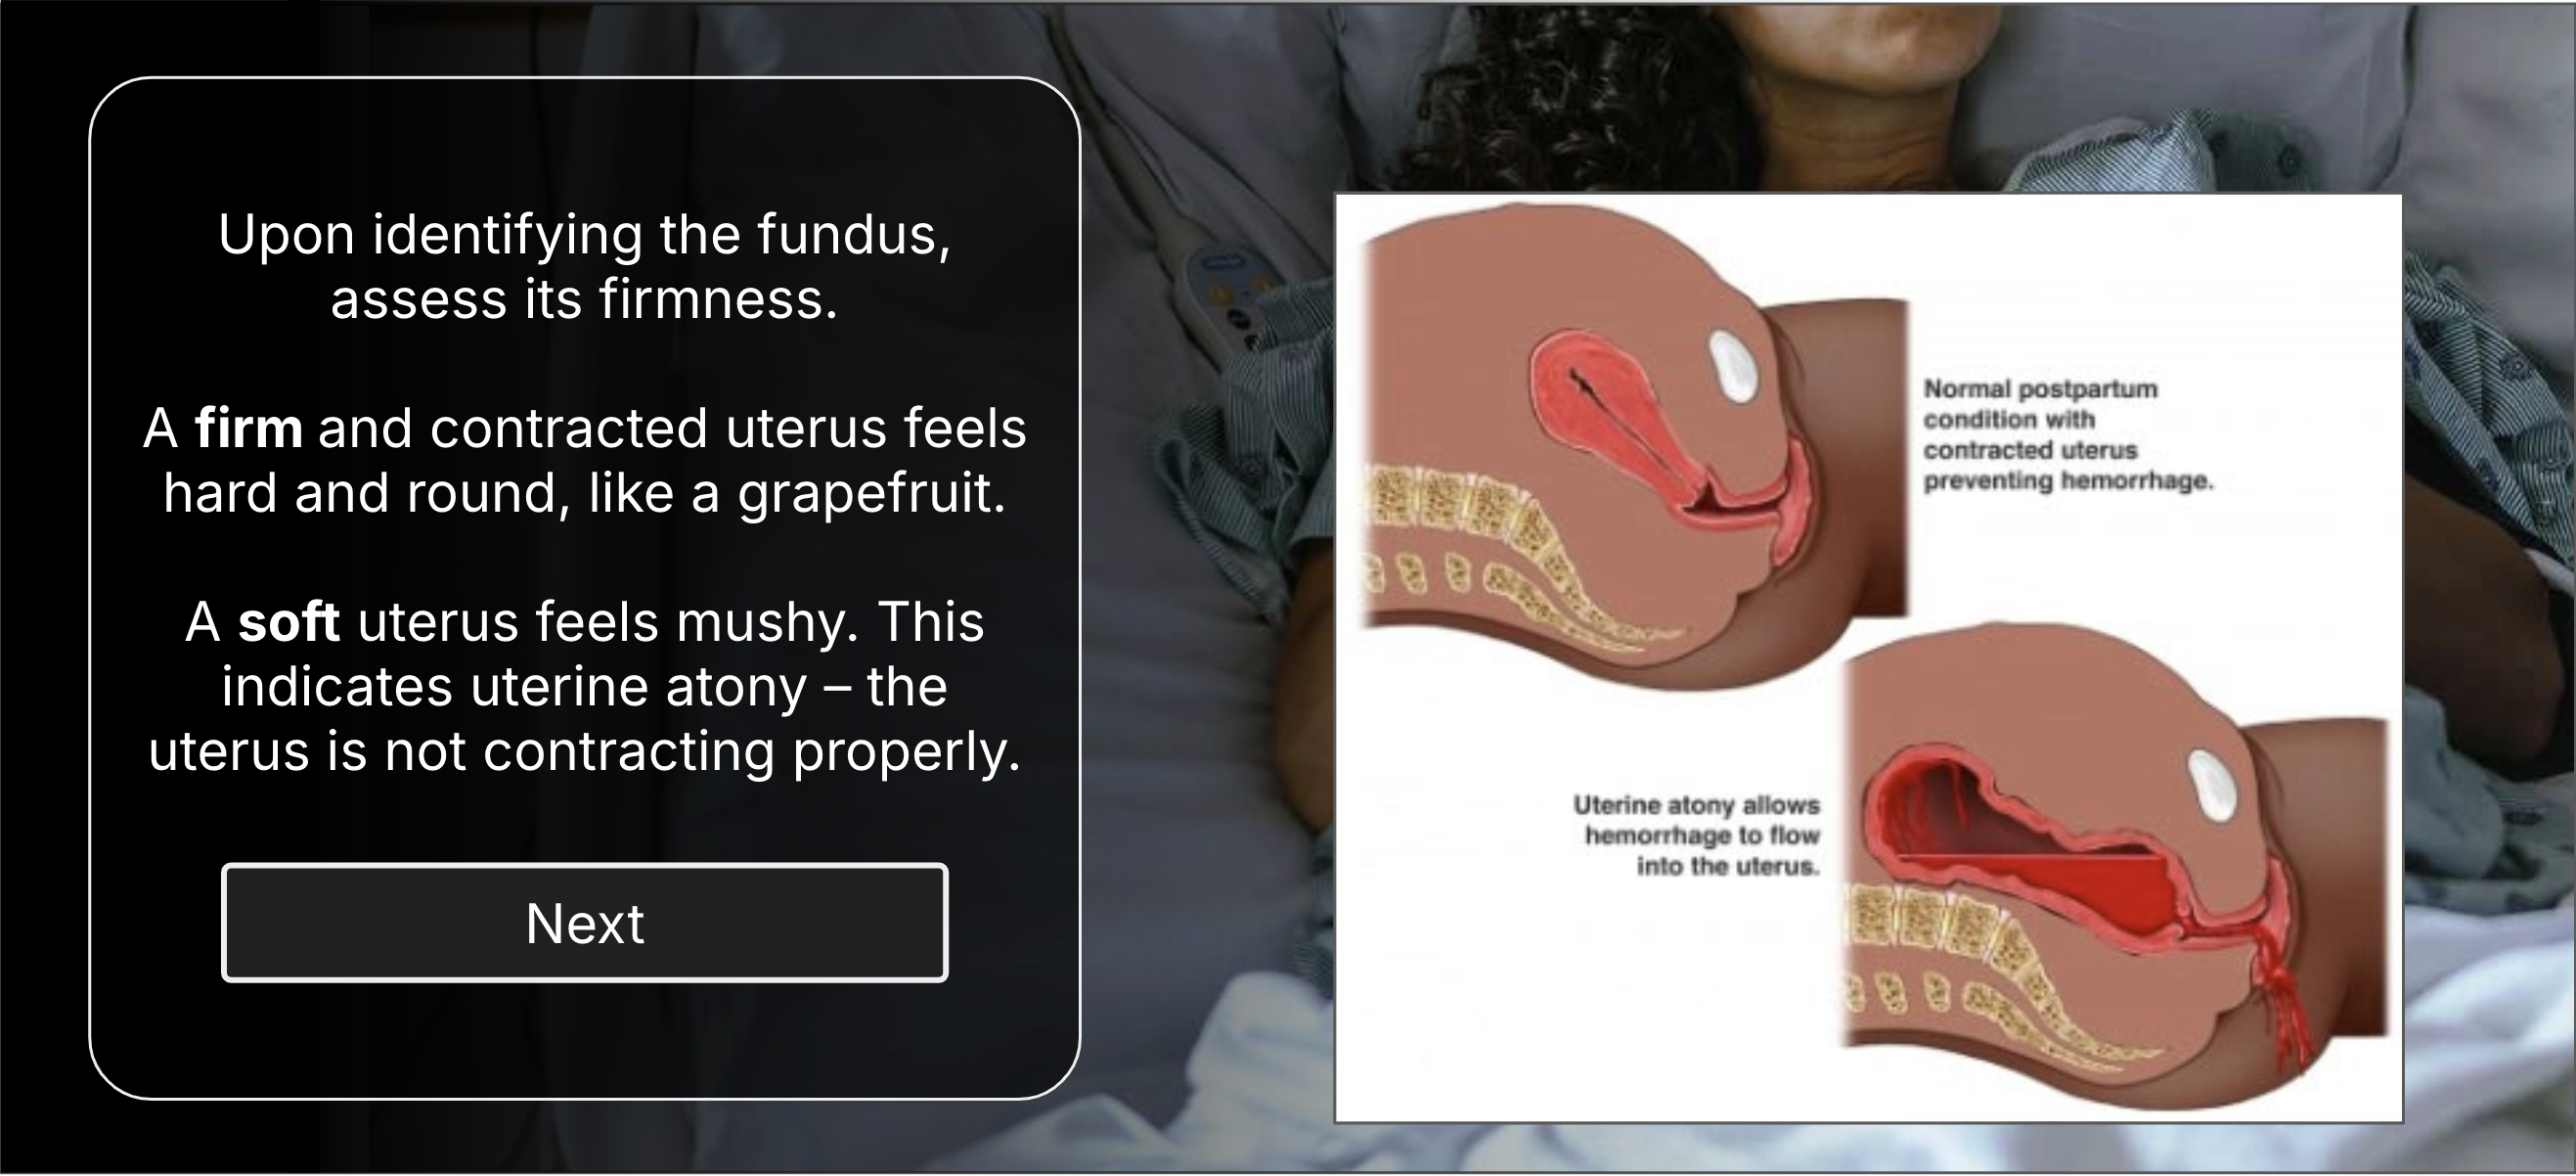 Upon identifying the fundus,
assess its firmness.
A firm and contracted uterus feels
hard and round, like a grapefruit.
A soft uterus feels mushy. This
indicates uterine atony – the
uterus is not contracting properly.
Next
Normal postpartum
condition with
contracted uterus
preventing hemorrhage.
Uterine atony allows
hemorrhage to flow
into the uterus.